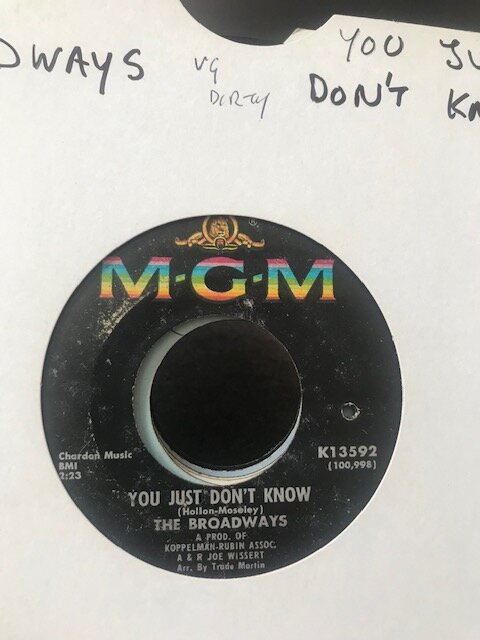 DWAYS VG YOU JU
DIRTY DON'T KN
M-G-M
®
Chardon Music
BMI
2:23
K13592
(100,998)
YOU JUST DON'T KNOW
(Hollon-Moseley)
THE BROADWAYS
A PROD. OF
KOPPELMAN-RUBIN ASSOC.
A & R JOE WISSERT
Arr. By Trade Martin